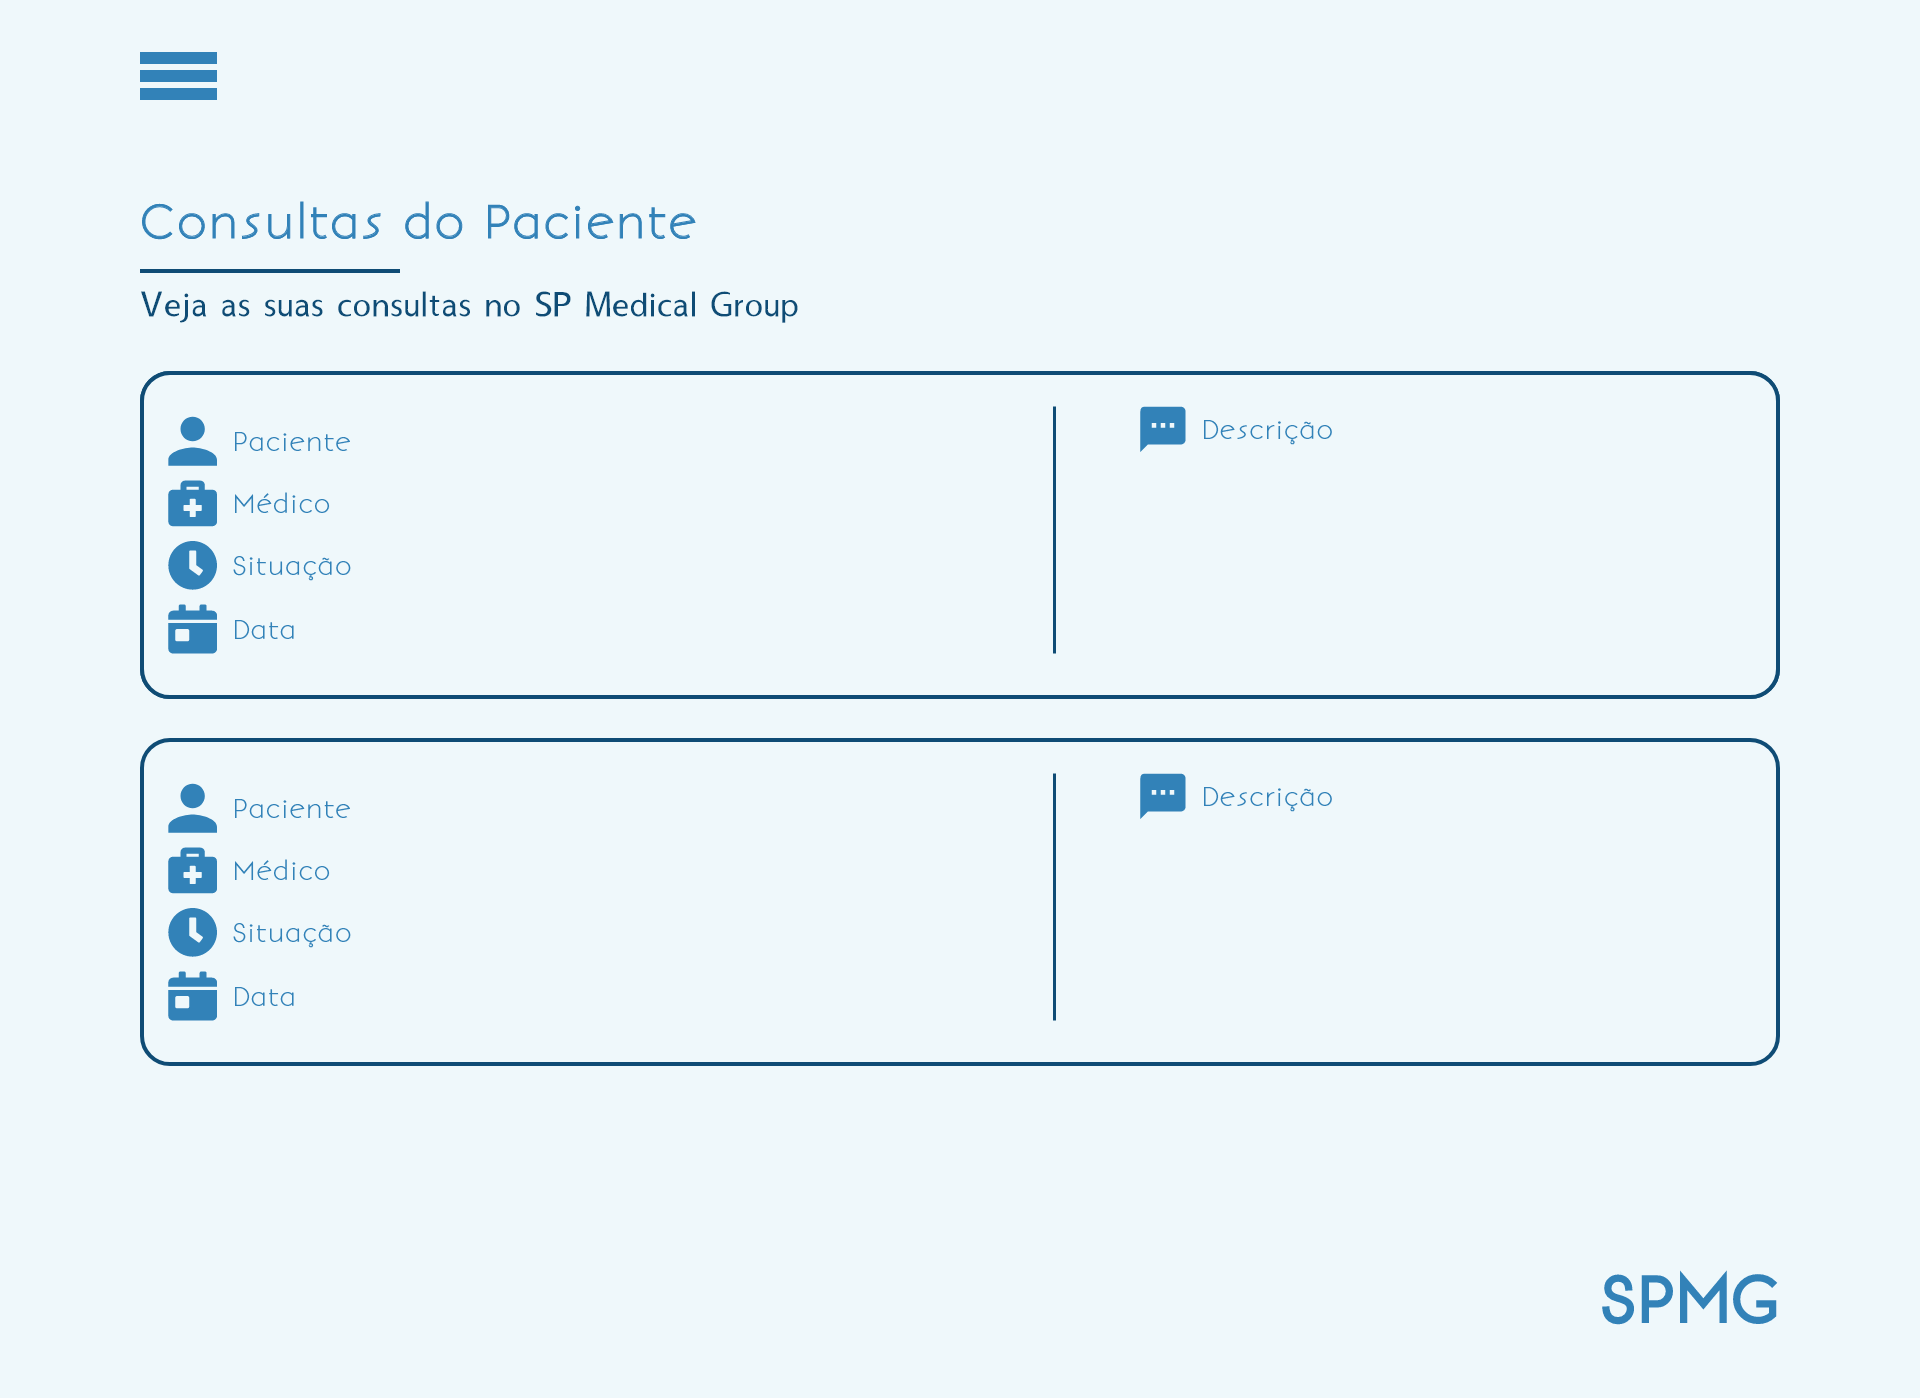 Consultas do Paciente
Veja as suas consultas no SP Medical Group
Paciente
Médico
Situação
Data
Descrição
Paciente
Médico
Situação
Data
Descrição
SPMG